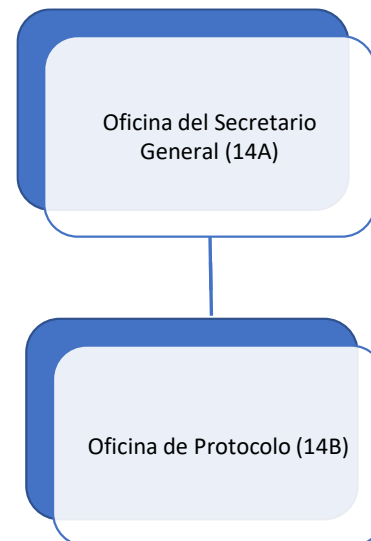 Oficina del Secretario
General (14A)
Oficina de Protocolo (14B)